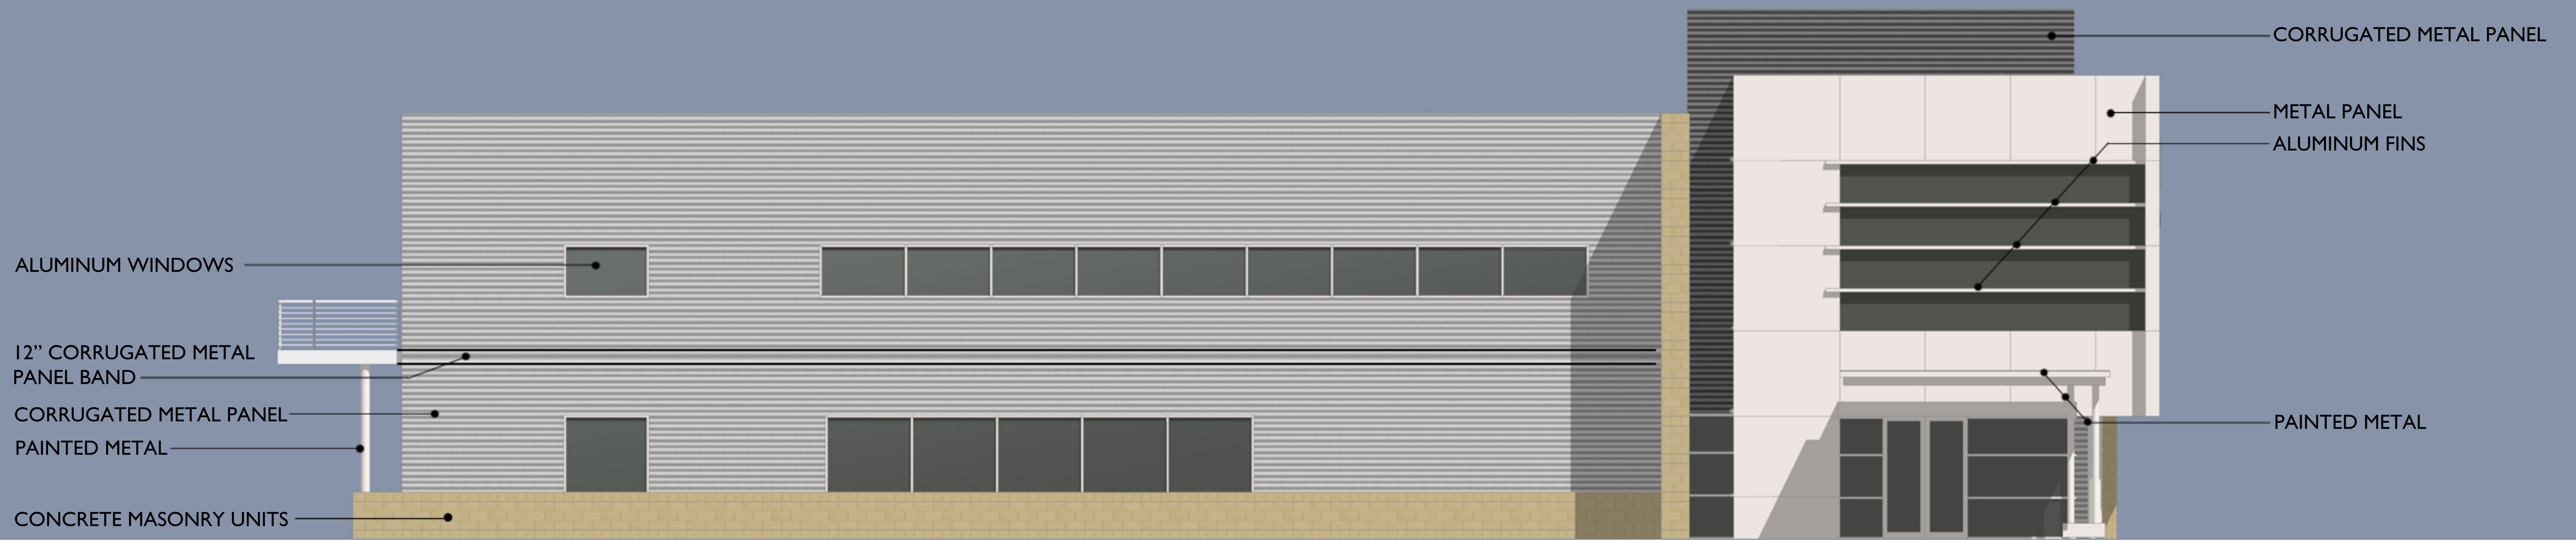 ALUMINUM WINDOWS
12” CORRUGATED METAL
PANEL BAND
CORRUGATED METAL PANEL
PAINTED METAL
CONCRETE MASONRY UNITS
CORRUGATED METAL PANEL
METAL PANEL
ALUMINUM FINS
PAINTED METAL